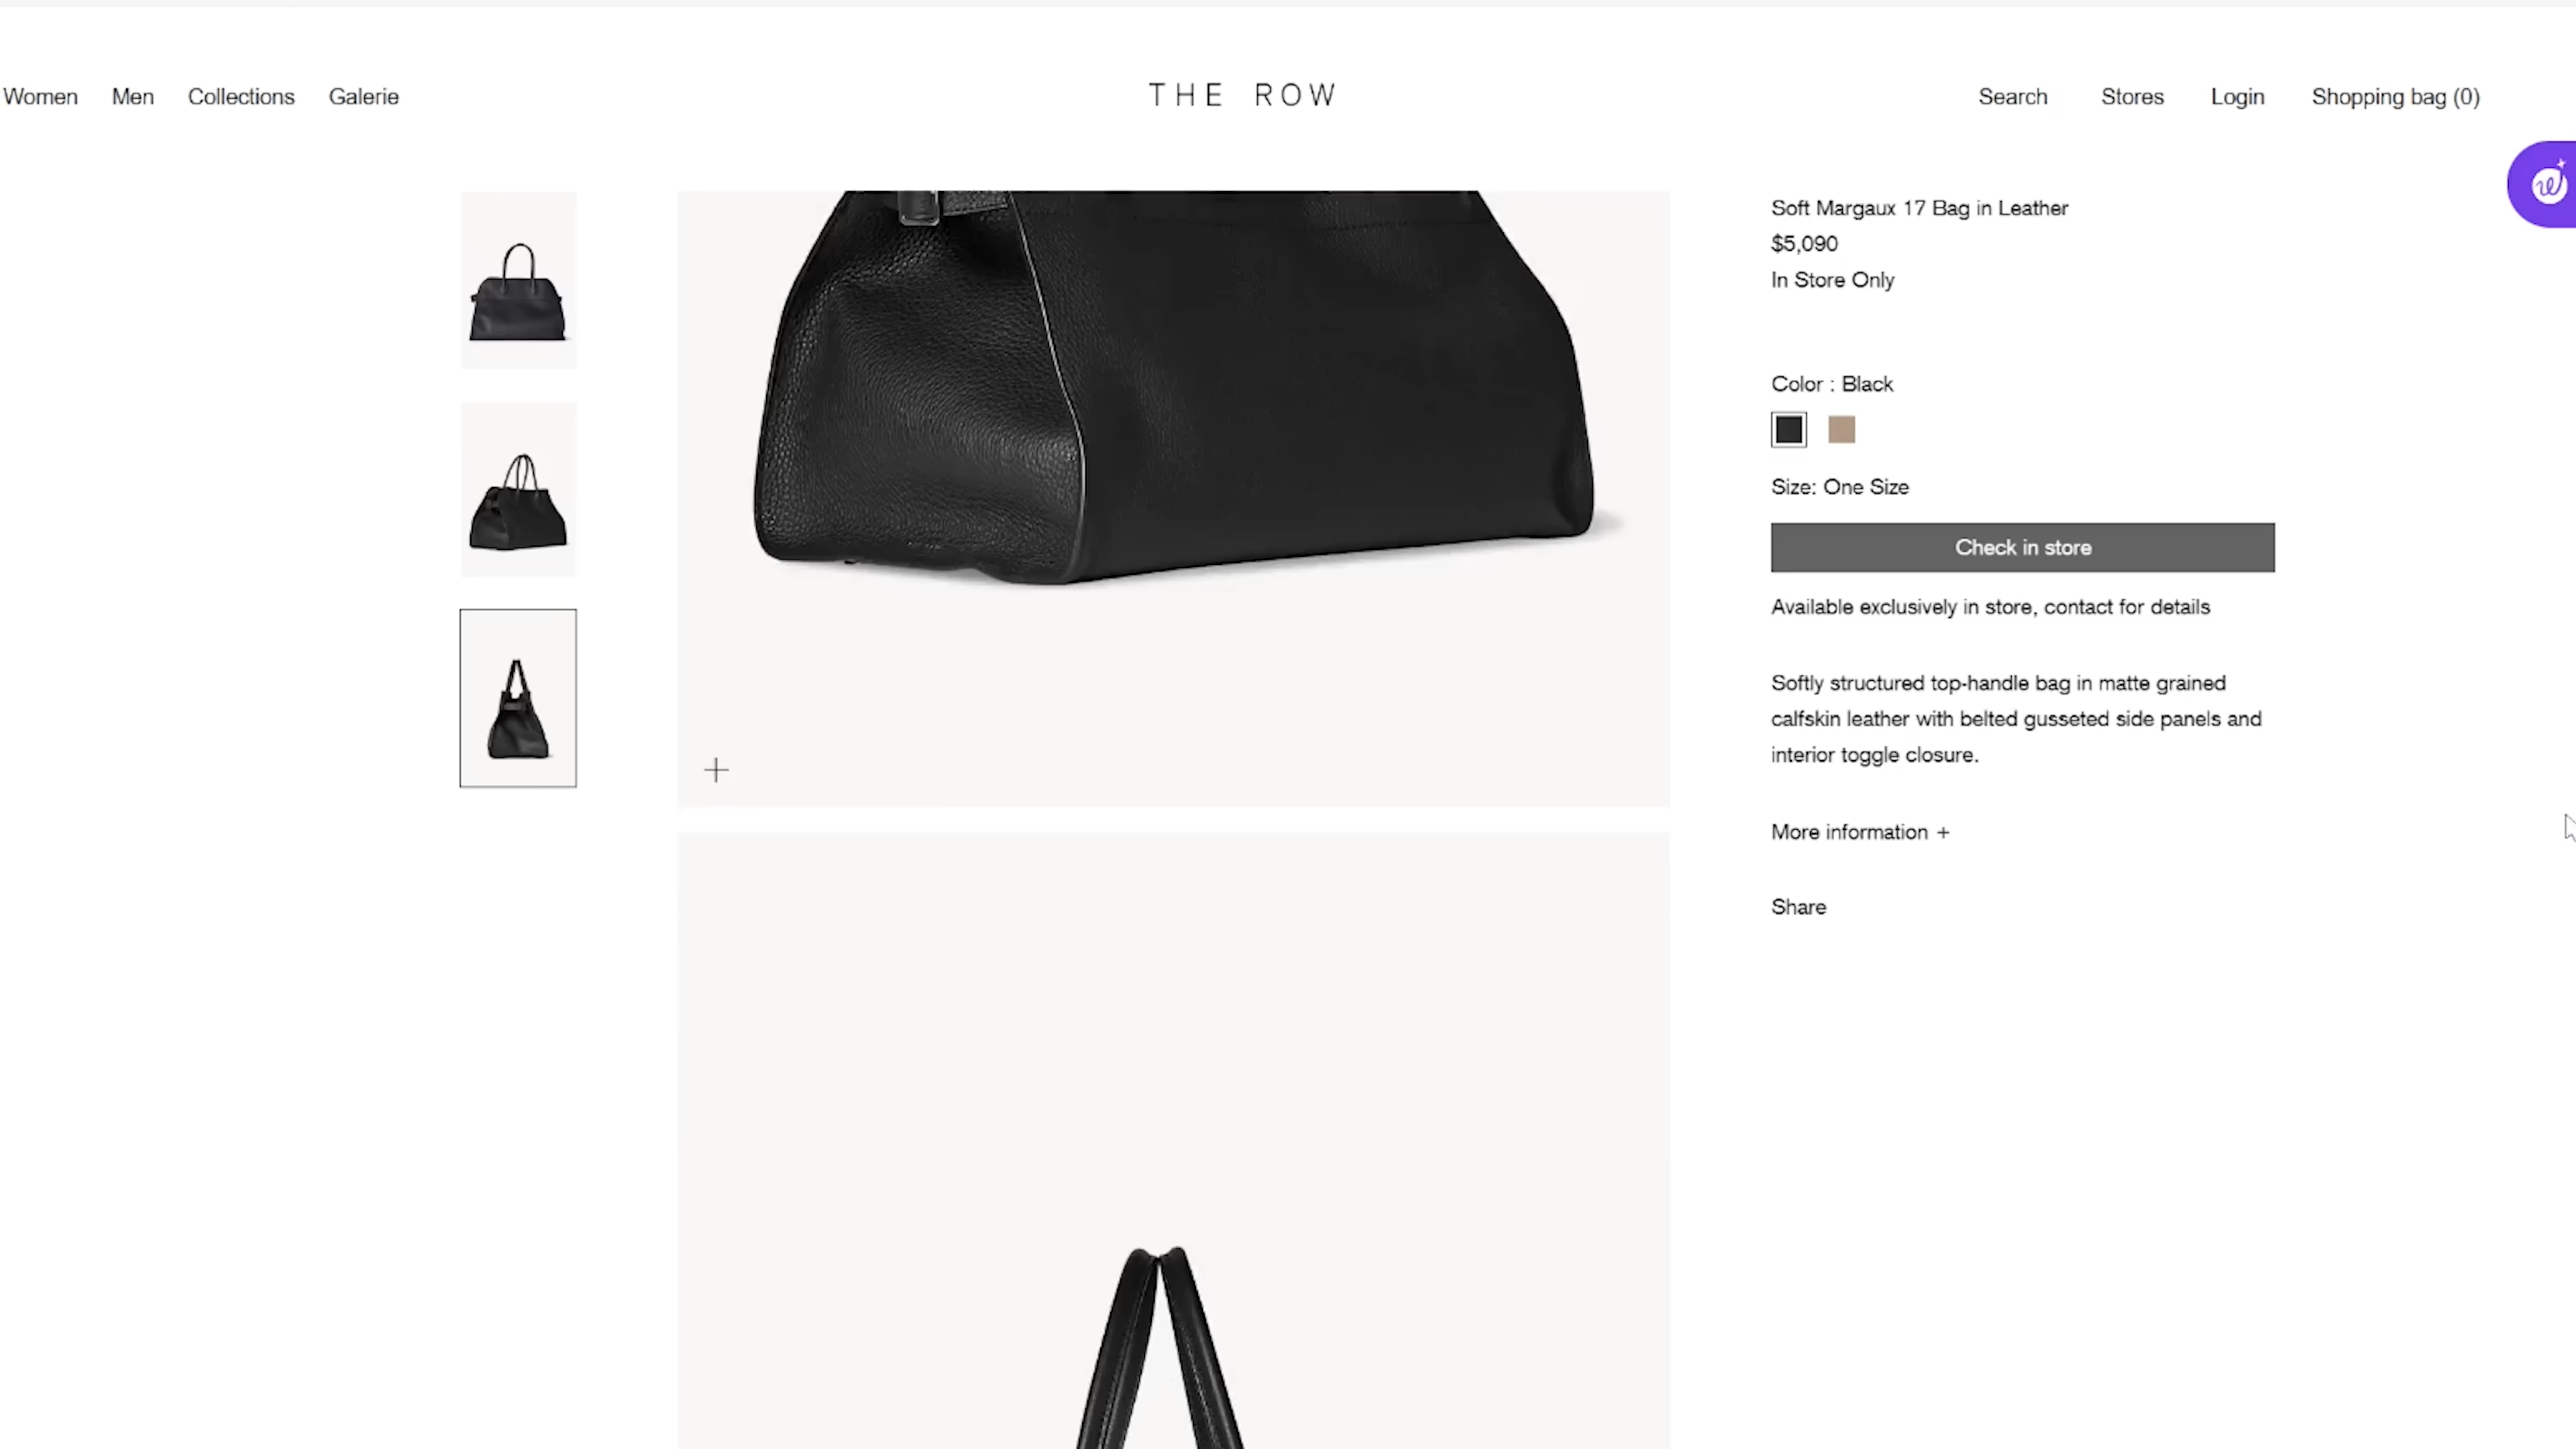 Women Men Collections Galerie
THE ROW
Search Stores Login Shopping bag (0)
Soft Margaux 17 Bag in Leather
$5,090
In Store Only
Color : Black
Size: One Size
Check in store
Available exclusively in store, contact for details
Softly structured top-handle bag in matte grained
calfskin leather with belted gusseted side panels and
interior toggle closure.
More information +
Share